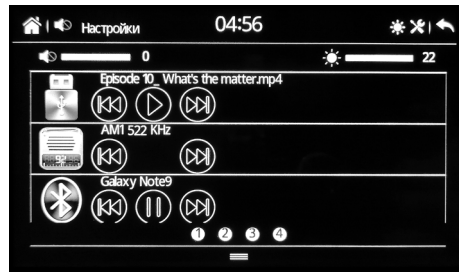 Настройки 04:56
0 22
Episode 10_ What's the matter.mp4
AM1 522 KHz
Galaxy Note9
1 2 3 4